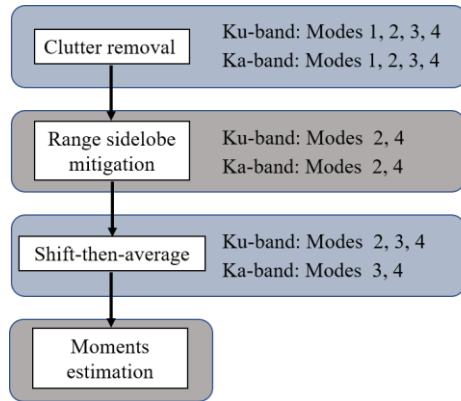 Clutter removal
Ku-band: Modes 1, 2, 3, 4
Ka-band: Modes 1, 2, 3, 4
Range sidelobe
mitigation
Ku-band: Modes 2, 4
Ka-band: Modes 2, 4
Shift-then-average
Ku-band: Modes 2, 3, 4
Ka-band: Modes 3, 4
Moments
estimation